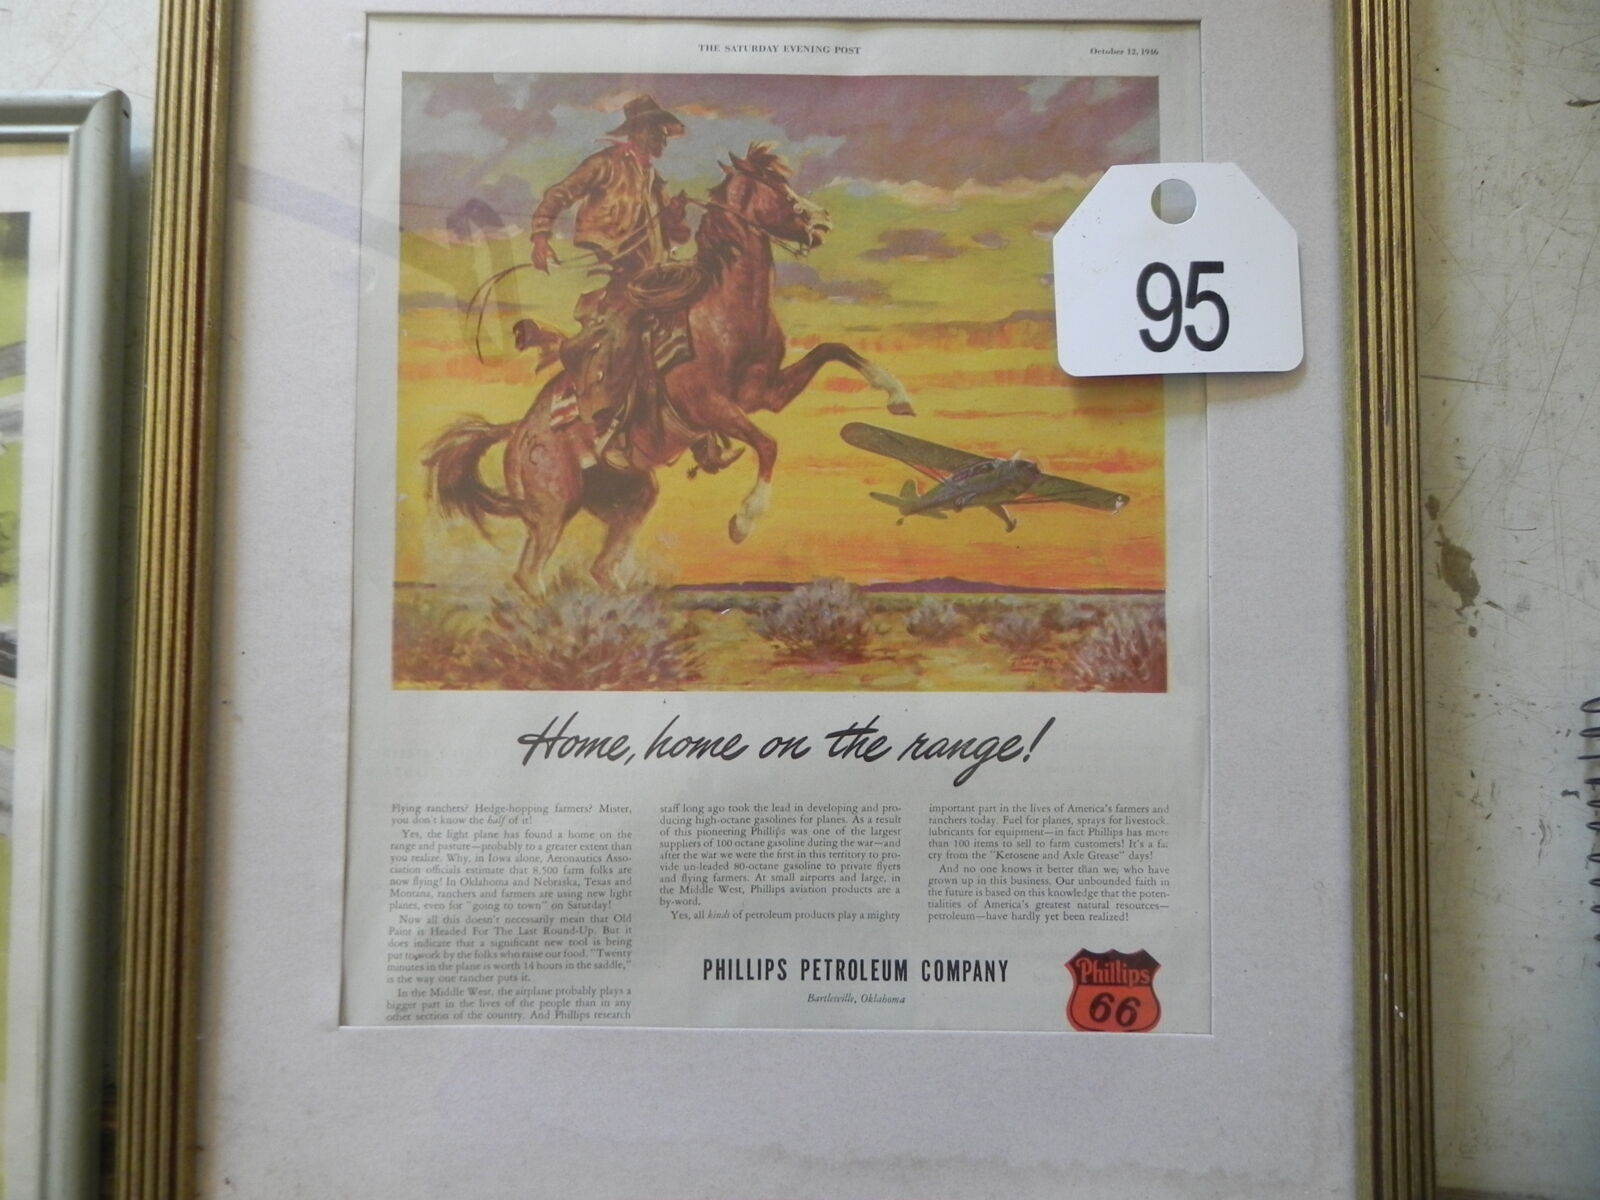 THE SATURDAY EVENING POST
October 12, 1946
95
Home, home on the range!
Flying ranchers? Hedge-hopping farmers? Mister,
you don't know the half of it!
Yes, the light plane has found a home on the
range and pasture—probably to a greater extent than
you realize. Why, in Iowa alone, Aeronautics Asso-
ciation officials estimate that 8,500 farm folks are
now flying! In Oklahoma and Nebraska, Texas and
Montana, ranchers and farmers are using new light
planes, even for "going to town" on Saturday!
Now all this doesn't necessarily mean that Old
Paint is Headed For The Last Round-Up. But it
does indicate that a significant new tool is being
put to work by the folks who raise our food. "Twenty
minutes in the plane is worth 14 hours in the saddle,"
is the way one rancher puts it.
In the Middle West, the airplane probably plays a
bigger part in the lives of the people than in any
other section of the country. And Phillips research
staff long ago took the lead in developing and pro-
ducing high-octane gasolines for planes. As a result
of this pioneering Phillips was one of the largest
suppliers of 100 octane gasoline during the war—and
after the war we were the first in this territory to pro-
vide un-leaded 80-octane gasoline to private flyers
and flying farmers. At small airports and large, in
the Middle West, Phillips aviation products are a
by-word.
Yes, all kinds of petroleum products play a mighty
important part in the lives of America's farmers and
ranchers today. Fuel for planes, sprays for livestock,
lubricants for equipment—in fact Phillips has more
than 100 items to sell to farm customers! It's a far
cry from the "Kerosene and Axle Grease" days!
And no one knows it better than we, who have
grown up in this business. Our unbounded faith in
the future is based on this knowledge that the poten-
tialities of America's greatest natural resources—
petroleum—have hardly yet been realized!
PHILLIPS PETROLEUM COMPANY
Bartlesville, Oklahoma
Phillips
66